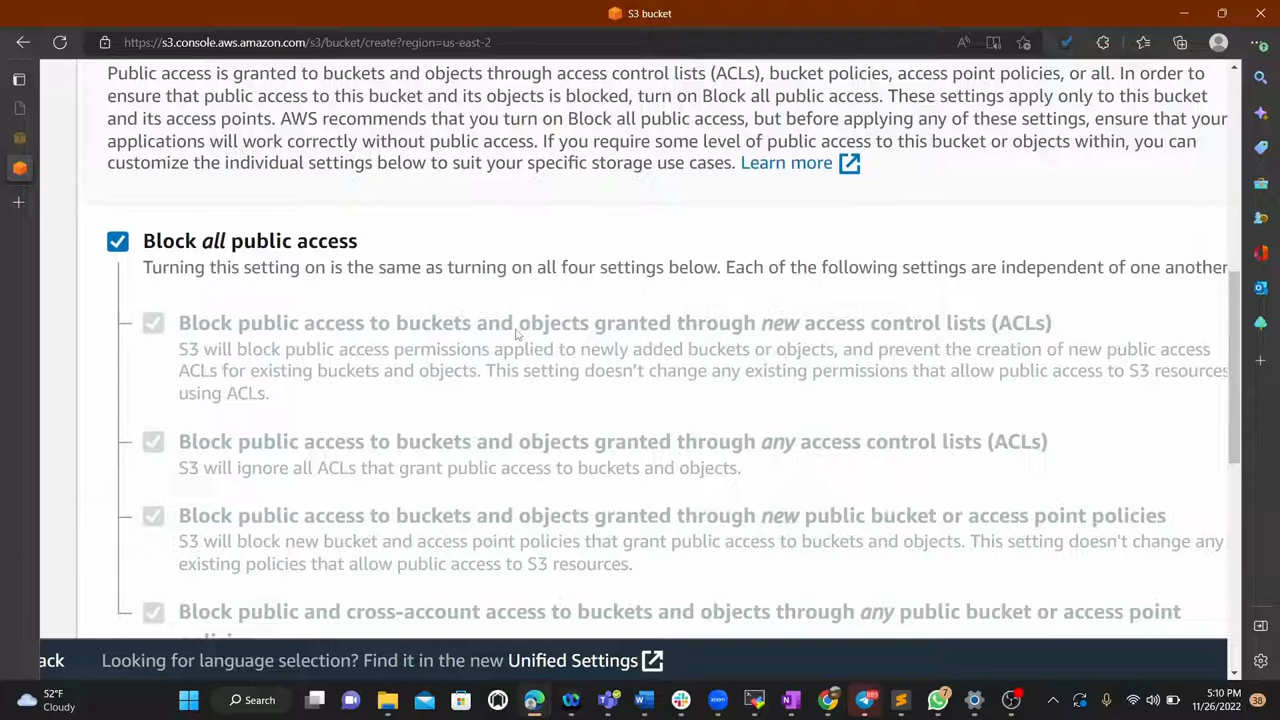 S3 bucket
https://s3.console.aws.amazon.com/s3/bucket/create?region=us-east-2
Public access is granted to buckets and objects through access control lists (ACLs), bucket policies, access point policies, or all. In order to
ensure that public access to this bucket and its objects is blocked, turn on Block all public access. These settings apply only to this bucket
and its access points. AWS recommends that you turn on Block all public access, but before applying any of these settings, ensure that your
applications will work correctly without public access. If you require some level of public access to this bucket or objects within, you can
customize the individual settings below to suit your specific storage use cases. Learn more
Block all public access
Turning this setting on is the same as turning on all four settings below. Each of the following settings are independent of one another
Block public access to buckets and objects granted through new access control lists (ACLs)
S3 will block public access permissions applied to newly added buckets or objects, and prevent the creation of new public access
ACLs for existing buckets and objects. This setting doesn't change any existing permissions that allow public access to S3 resources
using ACLs.
Block public access to buckets and objects granted through any access control lists (ACLs)
S3 will ignore all ACLs that grant public access to buckets and objects.
Block public access to buckets and objects granted through new public bucket or access point policies
S3 will block new bucket and access point policies that grant public access to buckets and objects. This setting doesn't change any
existing policies that allow public access to S3 resources.
Block public and cross-account access to buckets and objects through any public bucket or access point
ack Looking for language selection? Find it in the new Unified Settings
52°F
Cloudy
Search
889
7
5:10 PM
11/26/2022
38